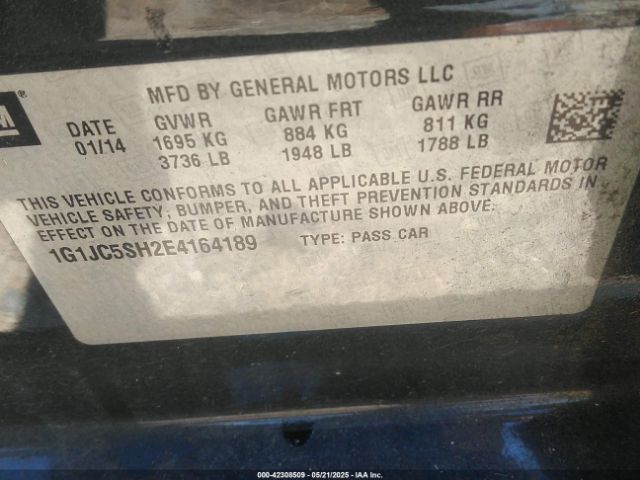 MFD BY GENERAL MOTORS LLC
GM®
DATE GVWR GAWR FRT GAWR RR
01/14 1695 KG 884 KG 811 KG
3736 LB 1948 LB 1788 LB
THIS VEHICLE CONFORMS TO ALL APPLICABLE U.S. FEDERAL MOTOR
VEHICLE SAFETY, BUMPER, AND THEFT PREVENTION STANDARDS IN
EFFECT ON THE DATE OF MANUFACTURE SHOWN ABOVE.
1G1JC5SH2E4164189 TYPE: PASS CAR
000-42308509 - 05/21/2025 - IAA Inc.